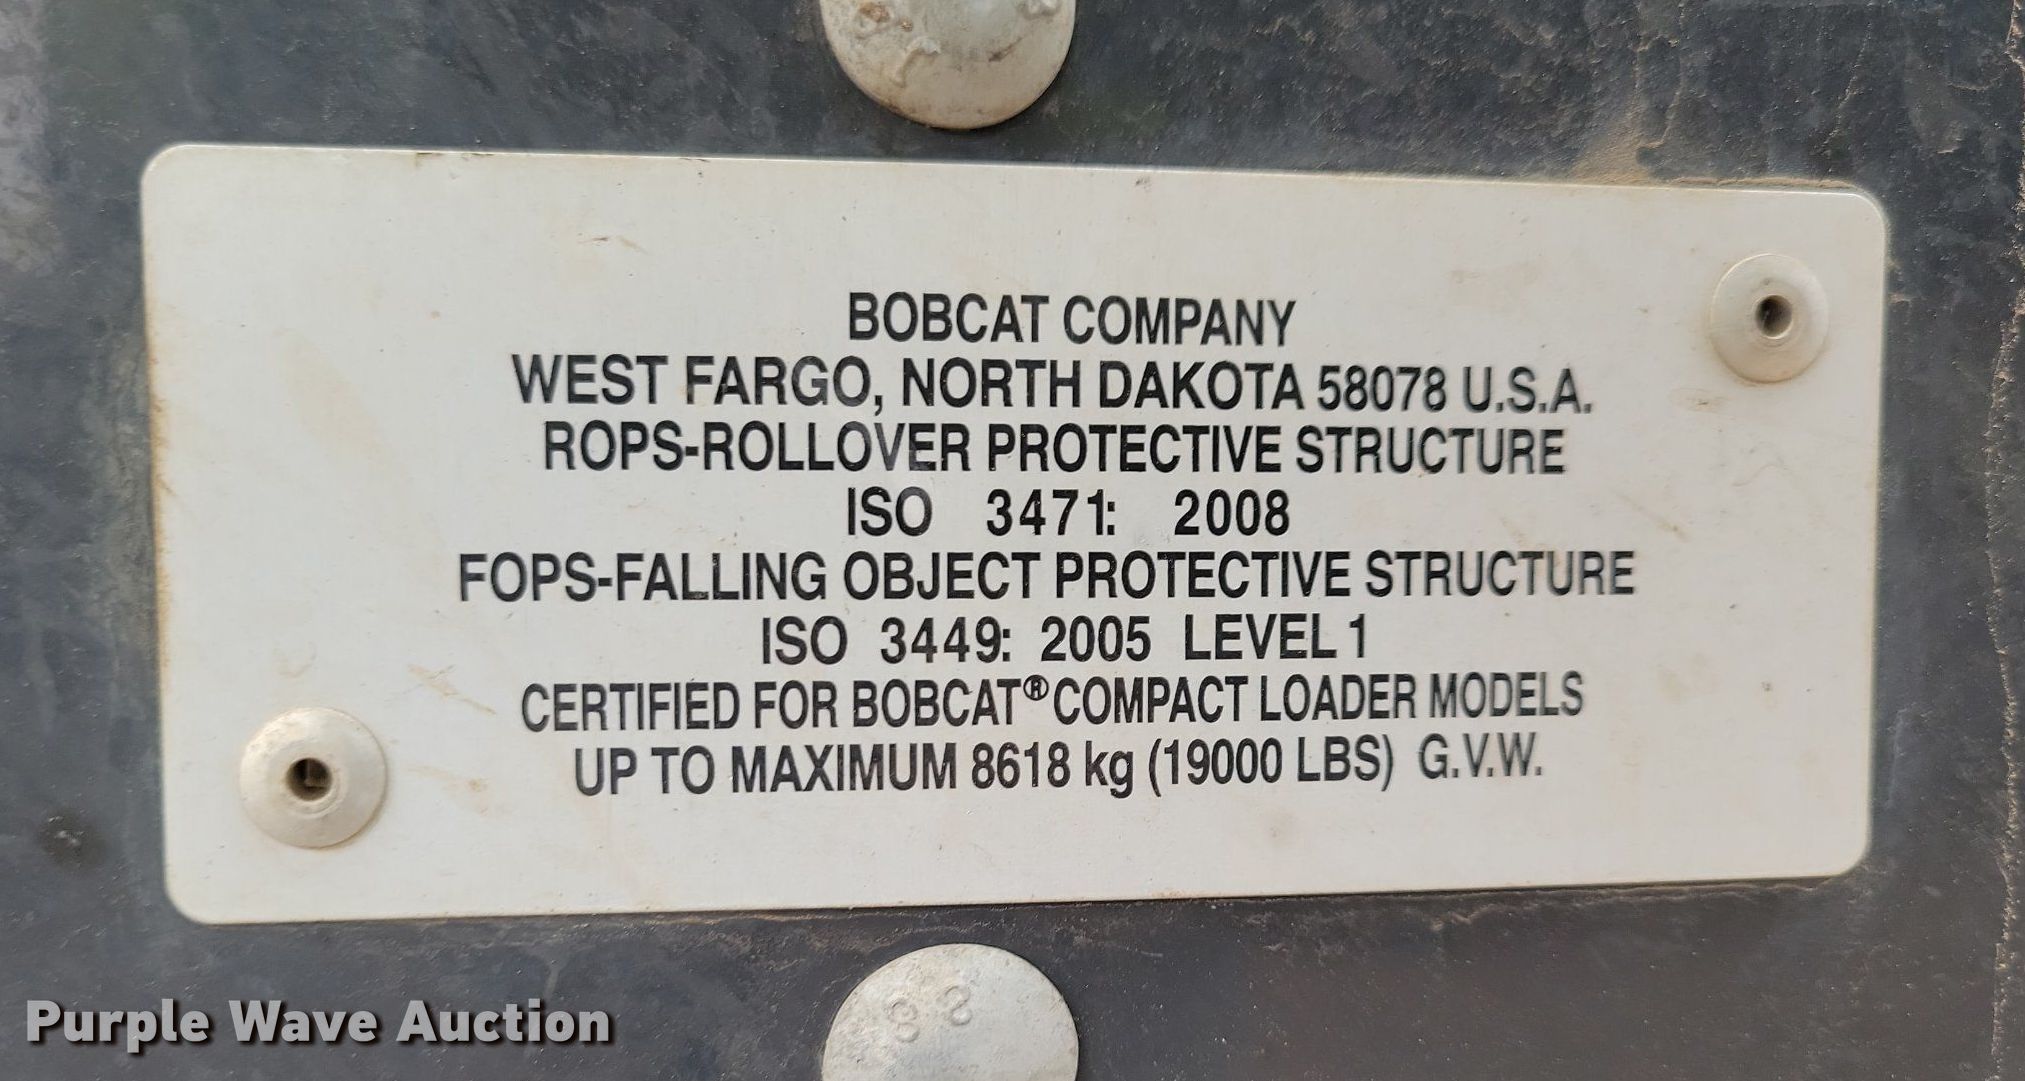 BOBCAT COMPANY
WEST FARGO, NORTH DAKOTA 58078 U.S.A.
ROPS-ROLLOVER PROTECTIVE STRUCTURE
ISO 3471: 2008
FOPS-FALLING OBJECT PROTECTIVE STRUCTURE
ISO 3449: 2005 LEVEL 1
CERTIFIED FOR BOBCAT® COMPACT LOADER MODELS
UP TO MAXIMUM 8618 kg (19000 LBS) G.V.W.
Purple Wave Auction